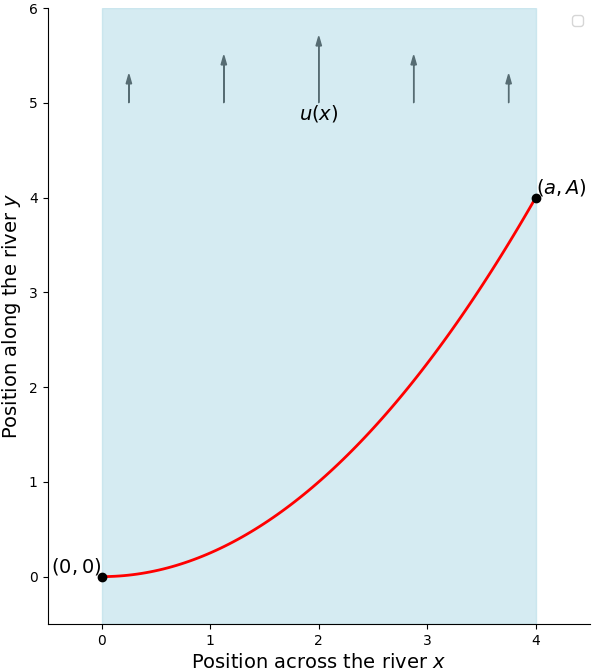 6
5
4
3
2
1
0
Position along the river y
u(x)
(a, A)
(0, 0)
0 1 2 3 4
Position across the river x